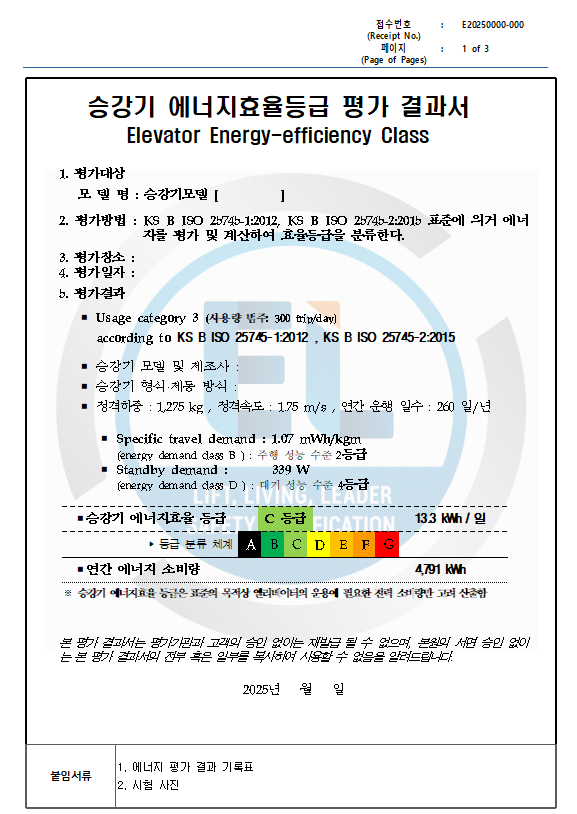 접수번호 : E20250000-000
(Receipt No.)
페이지 : 1 of 3
(Page of Pages)
승강기 에너지효율등급 평가 결과서
Elevator Energy-efficiency Class
1. 평가대상
모 델 명 : 승강기모델 [ ]
2. 평가방법 : KS B ISO 25745-1:2012, KS B ISO 25745-2:2015 표준에 의거 에너
지를 평가 및 계산하여 효율등급을 분류한다.
3. 평가장소 :
4. 평가일자 :
5. 평가결과
▪ Usage category 3 (사용량 범주: 300 trip/day)
according to KS B ISO 25745-1:2012 , KS B ISO 25745-2:2015
▪ 승강기 모델 및 제조사 :
▪ 승강기 형식·제동 방식 :
▪ 정격하중 : 1,275 kg , 정격속도 : 1.75 m/s , 연간 운행 일수 : 260 일/년
▪ Specific travel demand : 1.07 mWh/kgm
(energy demand class B ) : 주행 성능 수준 2등급
▪ Standby demand : 339 W
(energy demand class D ) : 대기 성능 수준 4등급
LIFT, LIVING, LEADER
▪승강기 에너지효율 등급 C 등급 13.3 kWh / 일
▸ 등급 분류 체계 A B C D E F G
▪연간 에너지 소비량 4,791 kWh
※ 승강기 에너지효율 등급은 표준의 목적상 엘리베이터의 운용에 필요한 전력 소비량만 고려 산출함
본 평가 결과서는 평가기관과 고객의 승인 없이는 재발급 될 수 없으며, 본원의 서면 승인 없이
는 본 평가 결과서의 전부 혹은 일부를 복사하여 사용할 수 없음을 알려드립니다.
2025년 월 일
붙임서류
1. 에너지 평가 결과 기록표
2. 시험 사진